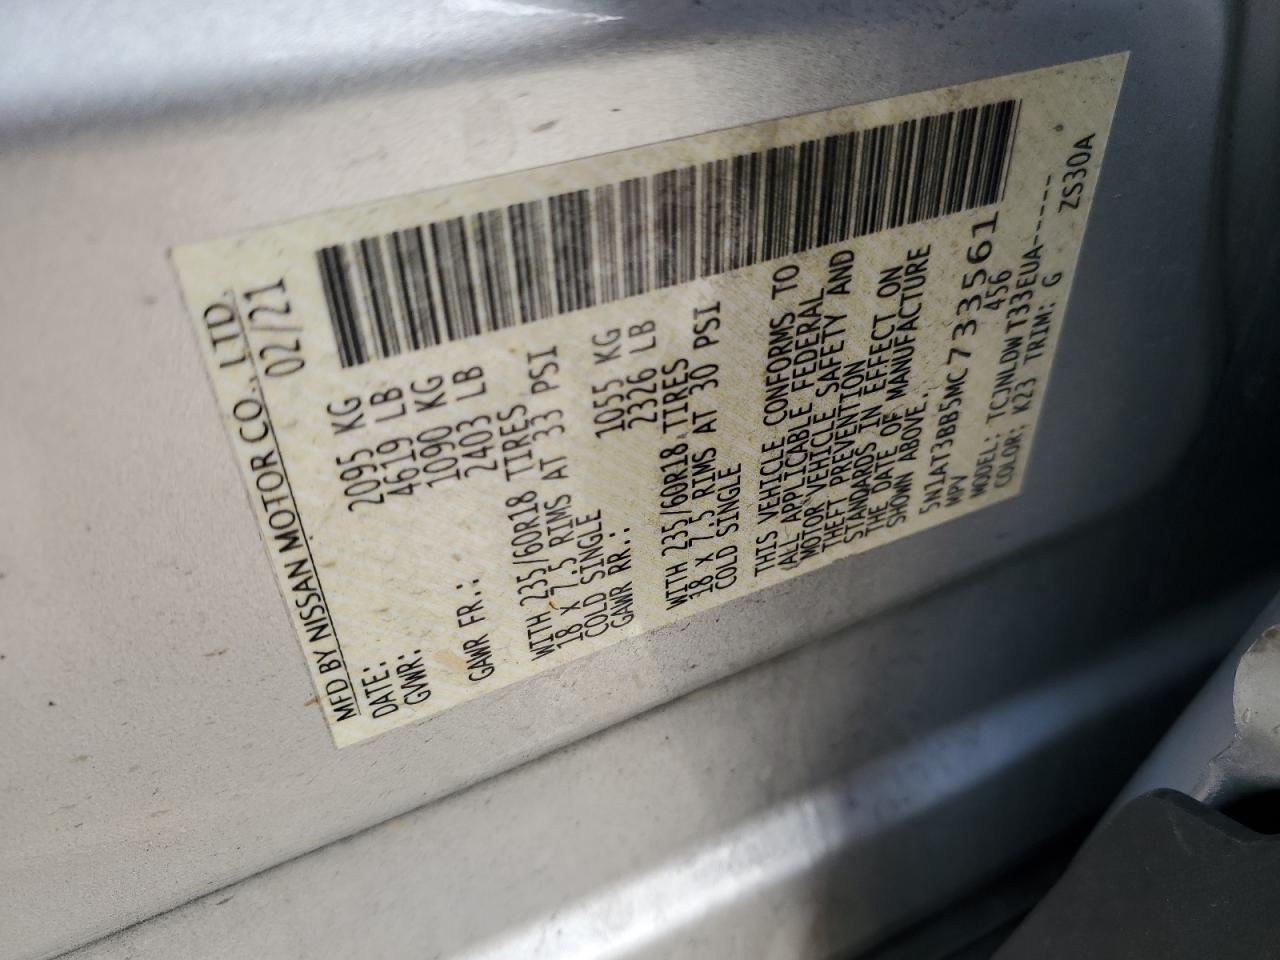 MFD BY NISSAN MOTOR CO., LTD.
DATE: 02/21
GVWR: 2095 KG
4619 LB
GAWR FR.: 1090 KG
2403 LB
WITH 235/60R18 TIRES
18 X 7.5 RIMS AT 33 PSI
COLD SINGLE
GAWR RR.: 1055 KG
2326 LB
WITH 235/60R18 TIRES
18 X 7.5 RIMS AT 30 PSI
COLD SINGLE
THIS VEHICLE CONFORMS TO
ALL APPLICABLE FEDERAL
MOTOR VEHICLE SAFETY AND
THEFT PREVENTION
STANDARDS IN EFFECT ON
THE DATE OF MANUFACTURE
SHOWN ABOVE.
5N1AT3BB5MC733561
MPV 456
MODEL: TCJNLDWT33EUA-----
COLOR: K23 TRIM: G
ZS30A